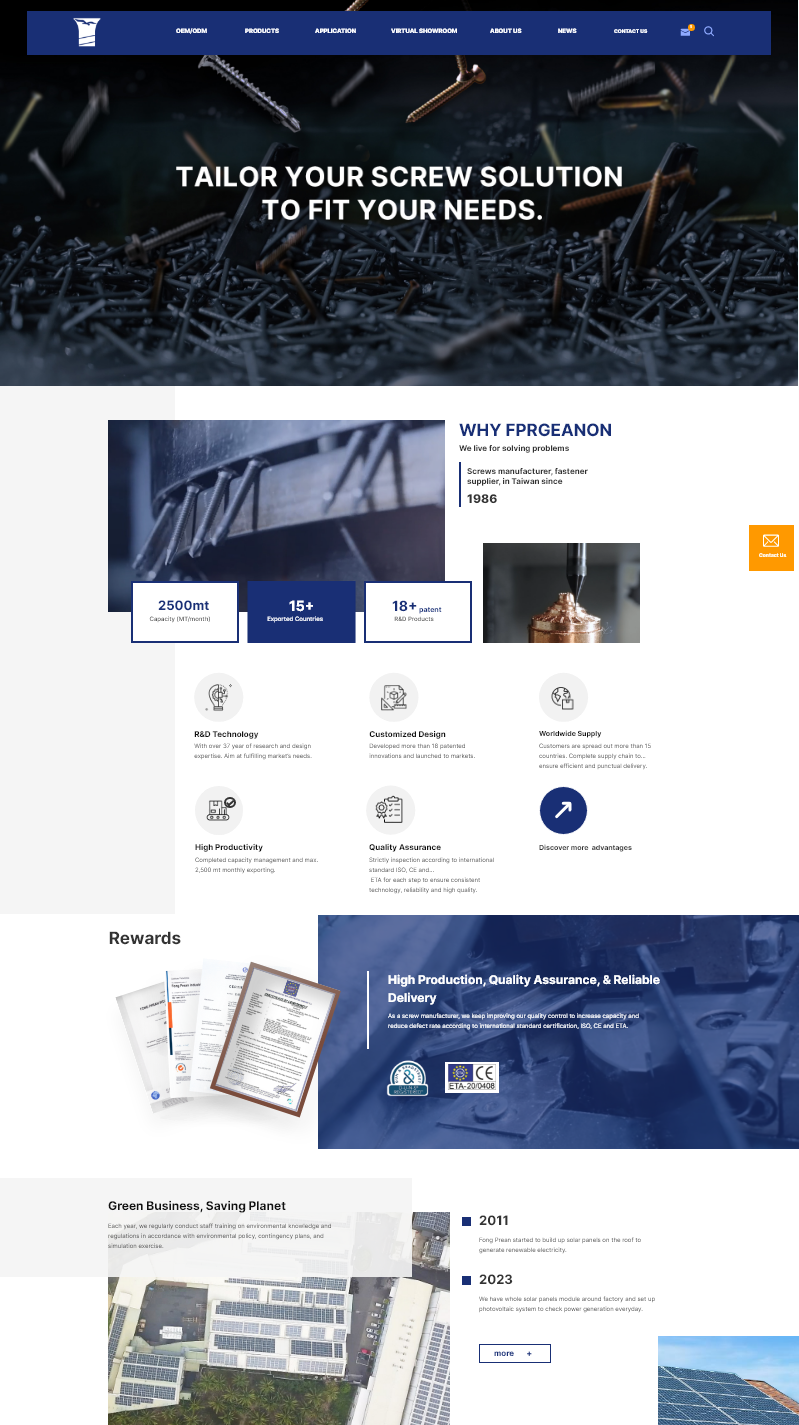 OEM/ODM
PRODUCTS
APPLICATION
VIRTUAL SHOWROOM
ABOUT US
NEWS
CONTACT US
TAILOR YOUR SCREW SOLUTION
TO FIT YOUR NEEDS.
WHY FPRGEANON
We live for solving problems
Screws manufacturer, fastener
supplier, in Taiwan since
1986
Contact Us
2500mt
Capacity (MT/month)
15+
Exported Countries
18+ patent
R&D Products
R&D Technology
With over 37 year of research and design
expertise. Aim at fulfilling market's needs.
Customized Design
Developed more than 18 patented
innovations and launched to markets.
Worldwide Supply
Customers are spread out more than 15
countries. Complete supply chain to...
ensure efficient and punctual delivery.
High Productivity
Completed capacity management and max.
2,500 mt monthly exporting.
Quality Assurance
Strictly inspection according to international
standard ISO, CE and...
ETA for each step to ensure consistent
technology, reliability and high quality.
Discover more advantages
Rewards
High Production, Quality Assurance, & Reliable
Delivery
As a screw manufacturer, we keep improving our quality control to increase capacity and
reduce defect rate according to international standard certification, ISO, CE and ETA.
CE
ETA-20/0408
Green Business, Saving Planet
Each year, we regularly conduct staff training on environmental knowledge and
regulations in accordance with environmental policy, contingency plans, and
simulation exercise.
2011
Fong Prean started to build up solar panels on the roof to
generate renewable electricity.
2023
We have whole solar panels module around factory and set up
photovoltaic system to check power generation everyday.
more +